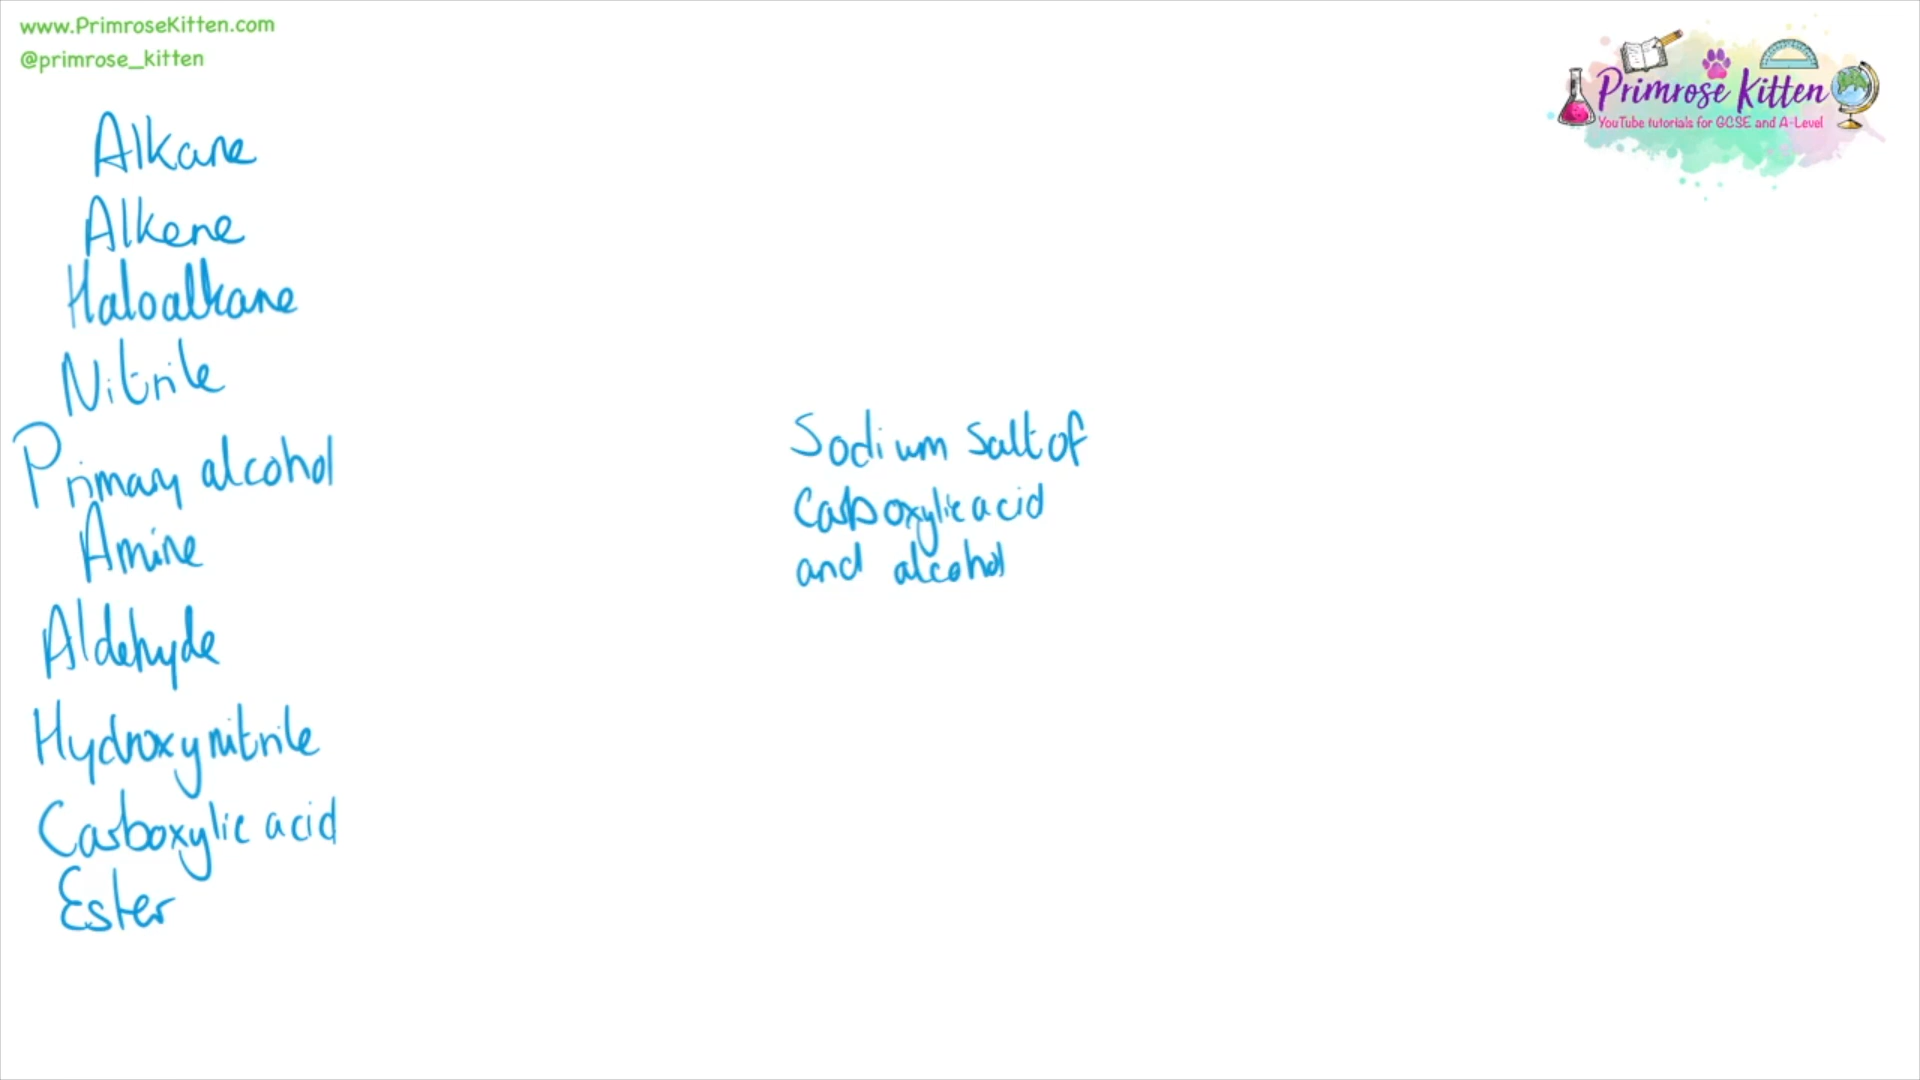 www.PrimroseKitten.com
@primrose_kitten
Primrose Kitten
YouTube tutorials for GCSE and A-Level
Alkane
Alkene
Haloalkane
Nitrile
Primary alcohol
Amine
Aldehyde
Hydroxynitrile
Carboxylic acid
Ester
Sodium salt of
Carboxylic acid
and alcohol